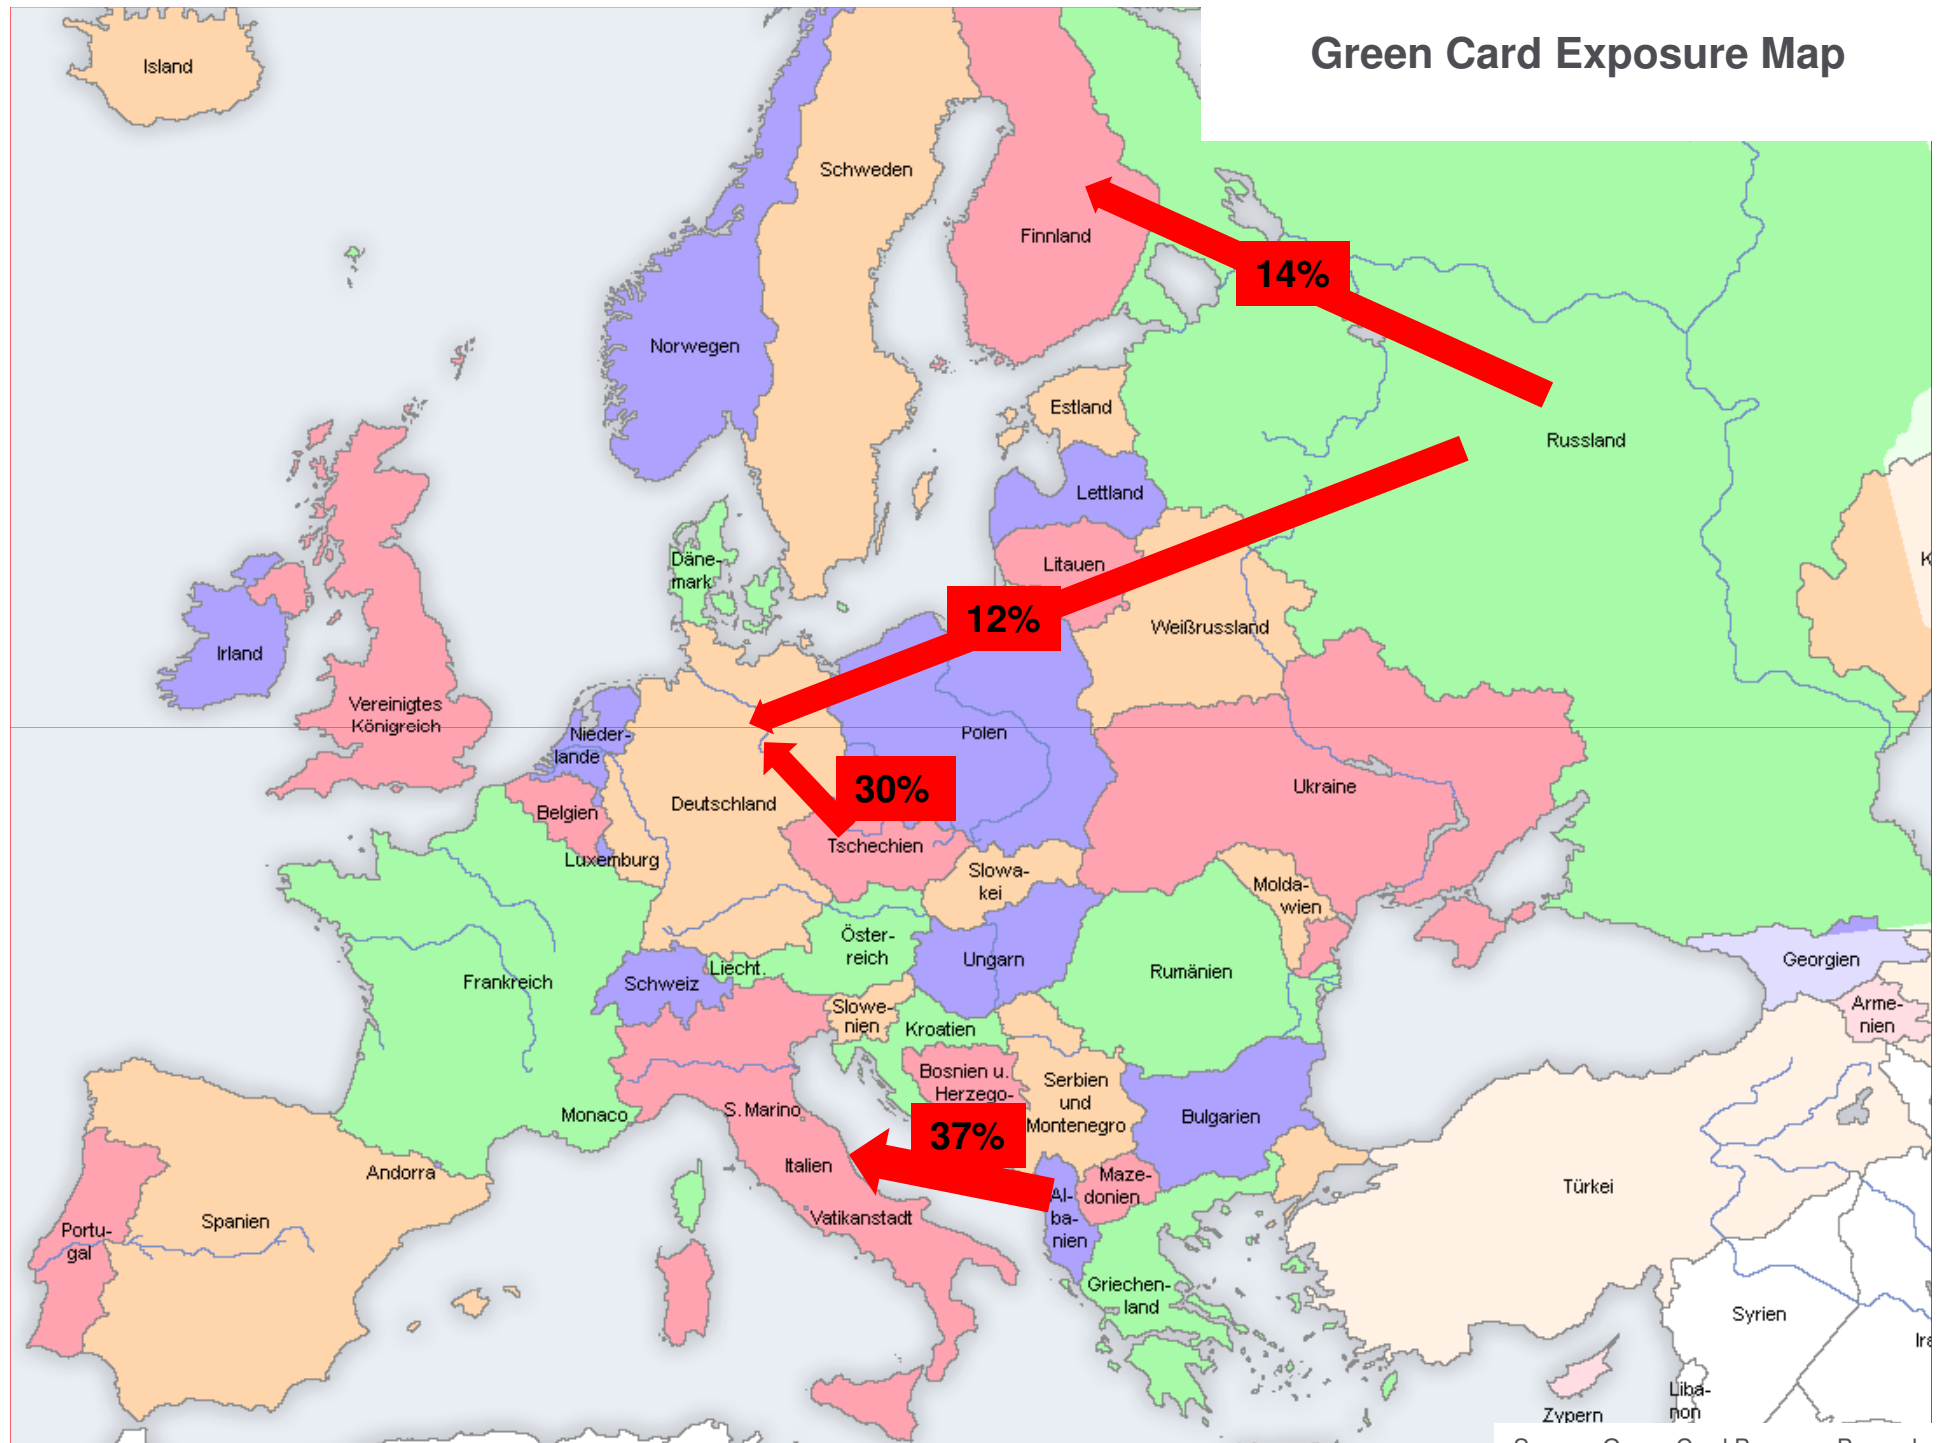 Green Card Exposure Map
Island
Schweden
Finnland
14%
Norwegen
Estland
Russland
Lettland
Däne-
mark
Litauen
12%
Weißrussland
Irland
Vereinigtes
Königreich
Nieder-
lande
Polen
30%
Ukraine
Deutschland
Belgien
Tschechien
Luxemburg
Slowa-
kei
Molda-
wien
Öster-
reich
Ungarn
Liecht.
Schweiz
Frankreich
Rumänien
Georgien
Arme-
nien
Slowe-
nien
Kroatien
Bosnien u.
Herzego-
Serbien
und
Montenegro
Monaco
S. Marino
Bulgarien
37%
Italien
Andorra
Maze-
donien
Al-
ba-
nien
Türkei
Vatikanstadt
Spanien
Portu-
gal
Griechen-
land
Syrien
Liba-
non
Zypern